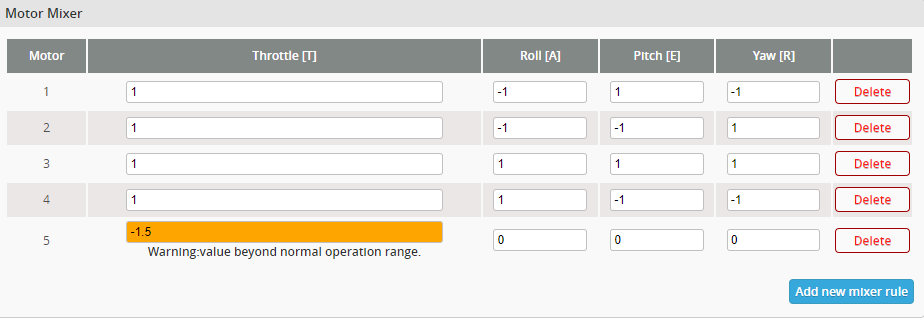 Motor Mixer
Motor Throttle [T] Roll [A] Pitch [E] Yaw [R]
1 1 -1 1 -1 Delete
2 1 -1 -1 1 Delete
3 1 1 1 1 Delete
4 1 1 -1 -1 Delete
5 -1.5 0 0 0 Delete
Warning:value beyond normal operation range.
Add new mixer rule